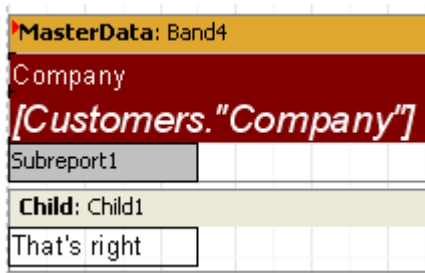 MasterData: Band4
Company
[Customers."Company"]
Subreport1
Child: Child1
That's right